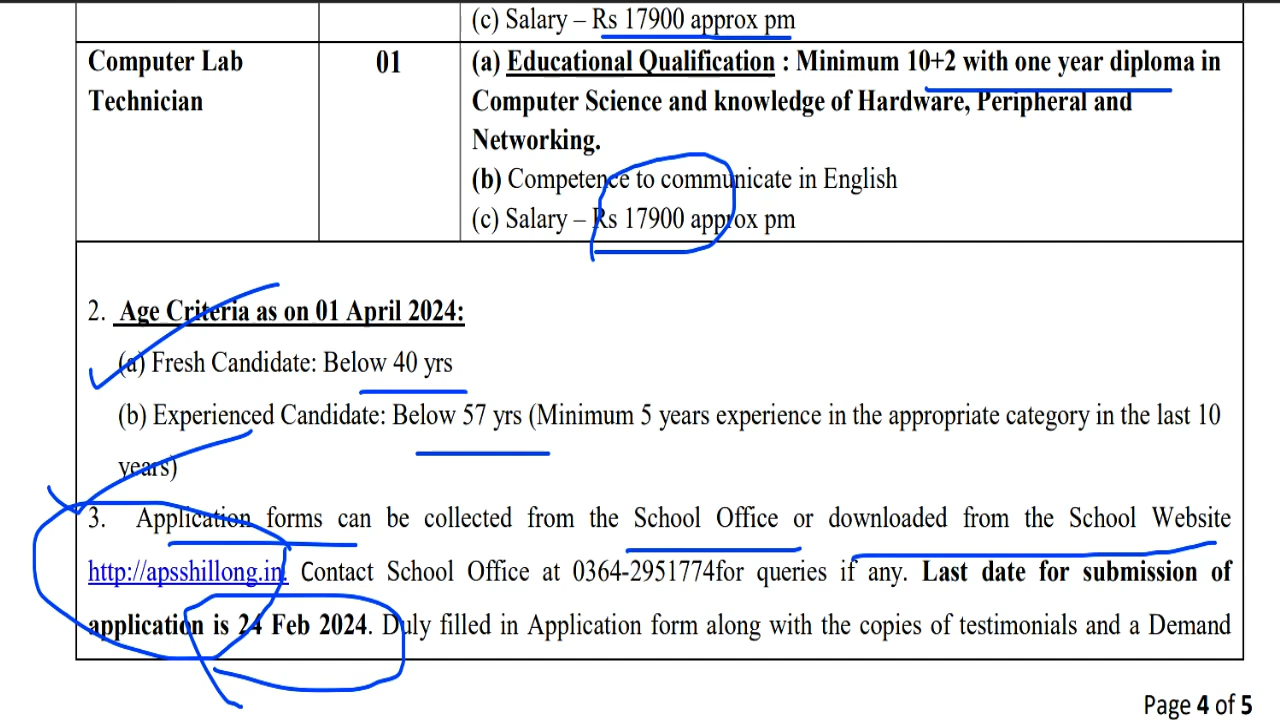 (c) Salary – Rs 17900 approx pm
Computer Lab Technician
01
(a) Educational Qualification : Minimum 10+2 with one year diploma in
Computer Science and knowledge of Hardware, Peripheral and
Networking.
(b) Competence to communicate in English
(c) Salary – Rs 17900 approx pm
2. Age Criteria as on 01 April 2024:
(a) Fresh Candidate: Below 40 yrs
(b) Experienced Candidate: Below 57 yrs (Minimum 5 years experience in the appropriate category in the last 10
years)
3. Application forms can be collected from the School Office or downloaded from the School Website
http://apsshillong.in. Contact School Office at 0364-2951774for queries if any. Last date for submission of
application is 24 Feb 2024. Duly filled in Application form along with the copies of testimonials and a Demand
Page 4 of 5